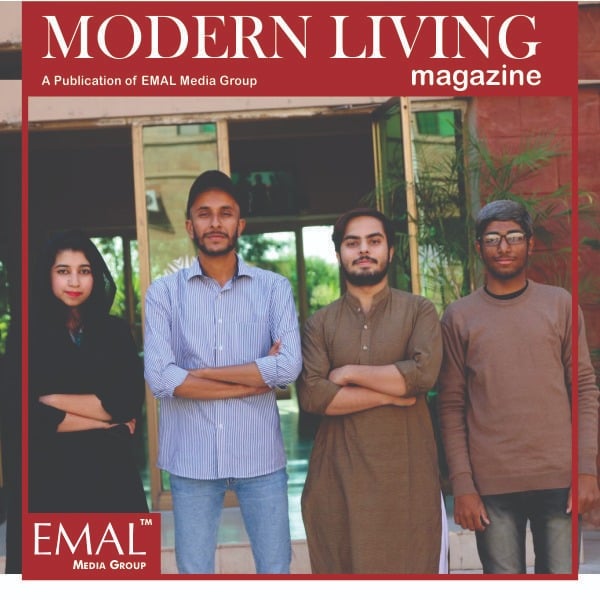 MODERN LIVING
A Publication of EMAL Media Group
magazine
EMAL™
MEDIA GROUP